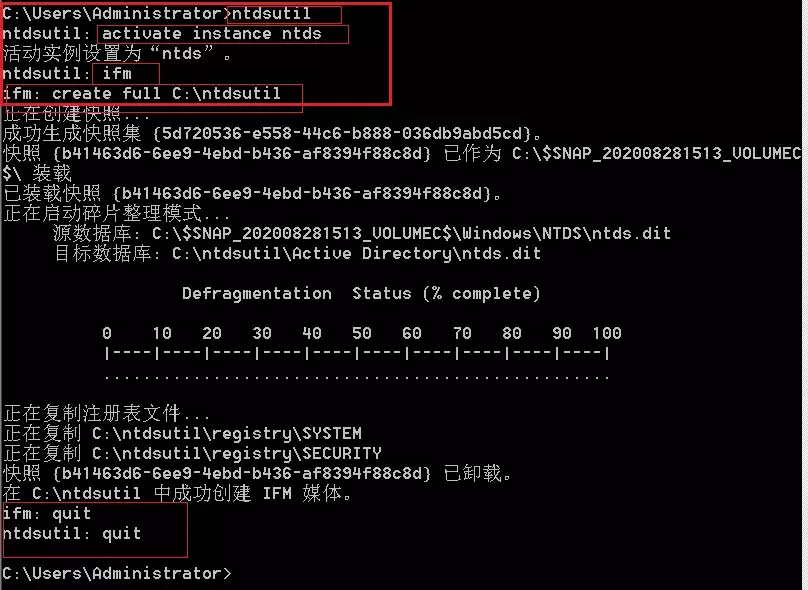 C:\Users\Administrator>ntdsutil
ntdsutil: activate instance ntds
活动实例设置为“ntds”。
ntdsutil: ifm
ifm: create full C:\ntdsutil
正在创建快照...
成功生成快照集 {5d720536-e558-44c6-b888-036db9abd5cd}。
快照 {b41463d6-6ee9-4ebd-b436-af8394f88c8d} 已作为 C:\$SNAP_202008281513_VOLUMEC
$\ 装载
已装载快照 {b41463d6-6ee9-4ebd-b436-af8394f88c8d}。
正在启动碎片整理模式...
源数据库: C:\$SNAP_202008281513_VOLUMEC$\Windows\NTDS\ntds.dit
目标数据库: C:\ntdsutil\Active Directory\ntds.dit
Defragmentation  Status (% complete)
0    10   20   30   40   50   60   70   80   90  100
|----|----|----|----|----|----|----|----|----|----|
...................................................
正在复制注册表文件...
正在复制 C:\ntdsutil\registry\SYSTEM
正在复制 C:\ntdsutil\registry\SECURITY
快照 {b41463d6-6ee9-4ebd-b436-af8394f88c8d} 已卸载。
在 C:\ntdsutil 中成功创建 IFM 媒体。
ifm: quit
ntdsutil: quit
C:\Users\Administrator>